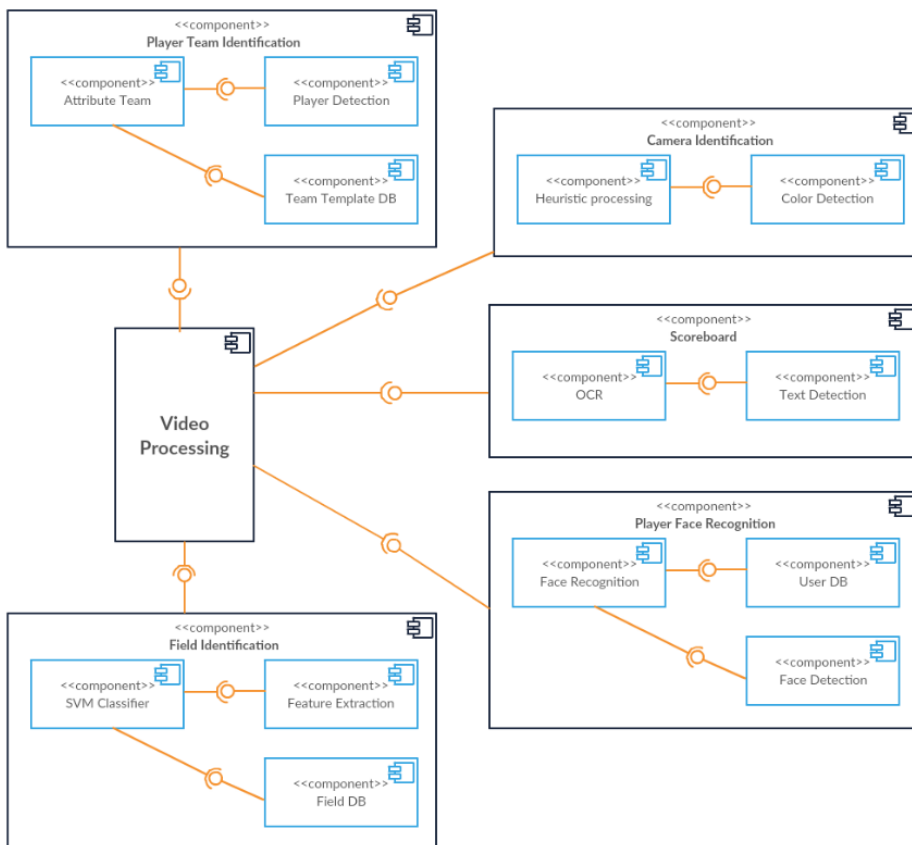 <<component>>
Player Team Identification
<<component>>
Attribute Team
<<component>>
Player Detection
<<component>>
Team Template DB
<<component>>
Camera Identification
<<component>>
Heuristic processing
<<component>>
Color Detection
<<component>>
Scoreboard
<<component>>
OCR
<<component>>
Text Detection
Video
Processing
<<component>>
Player Face Recognition
<<component>>
Face Recognition
<<component>>
User DB
<<component>>
Face Detection
<<component>>
Field Identification
<<component>>
SVM Classifier
<<component>>
Feature Extraction
<<component>>
Field DB